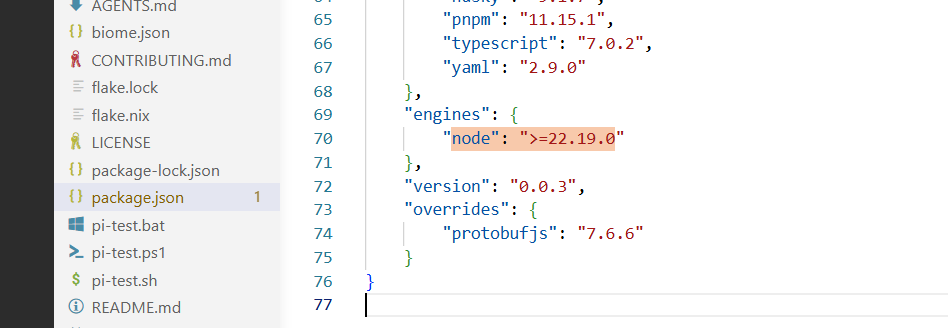 AGENTS.md
biome.json
CONTRIBUTING.md
flake.lock
flake.nix
LICENSE
package-lock.json
package.json 1
pi-test.bat
pi-test.ps1
pi-test.sh
README.md
65 "pnpm": "11.15.1",
66 "typescript": "7.0.2",
67 "yaml": "2.9.0"
68 },
69 "engines": {
70 "node": ">=22.19.0"
71 },
72 "version": "0.0.3",
73 "overrides": {
74 "protobufjs": "7.6.6"
75 }
76 }
77